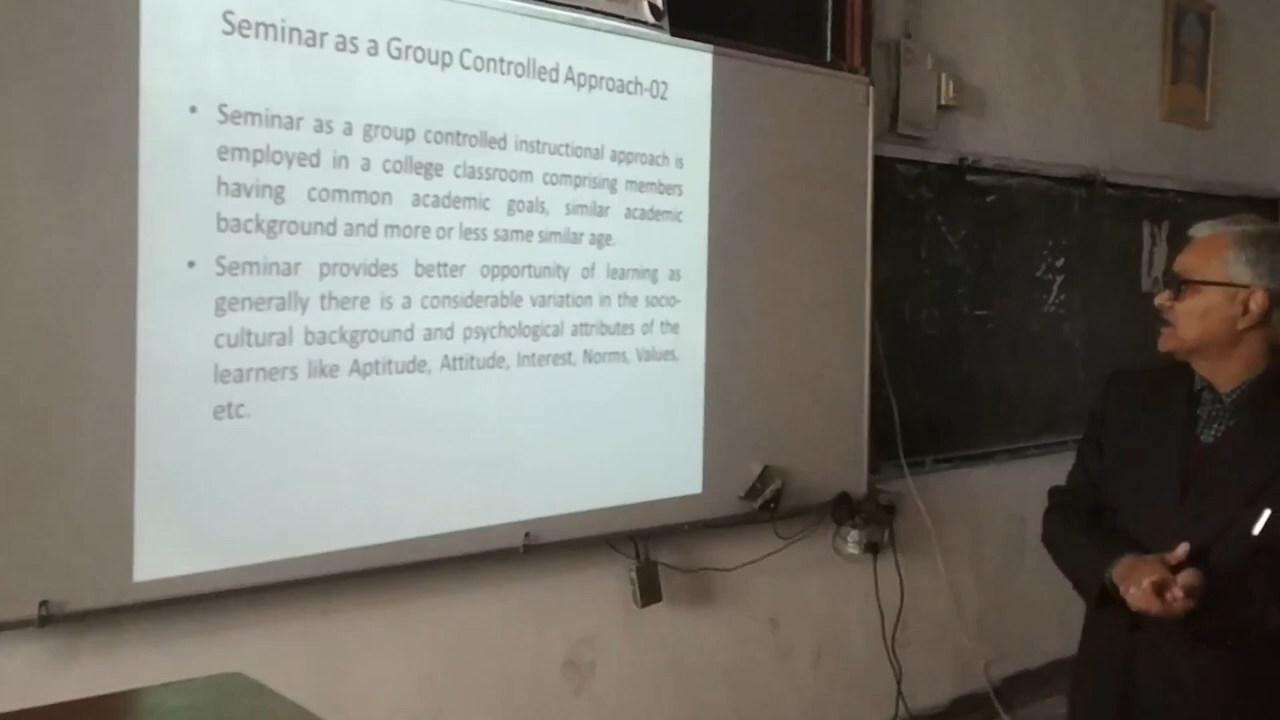 Seminar as a Group Controlled Approach-02
• Seminar as a group controlled instructional approach is
employed in a college classroom comprising members
having common academic goals, similar academic
background and more or less same similar age.
• Seminar provides better opportunity of learning as
generally there is a considerable variation in the socio-
cultural background and psychological attributes of the
learners like Aptitude, Attitude, Interest, Norms, Values,
etc.